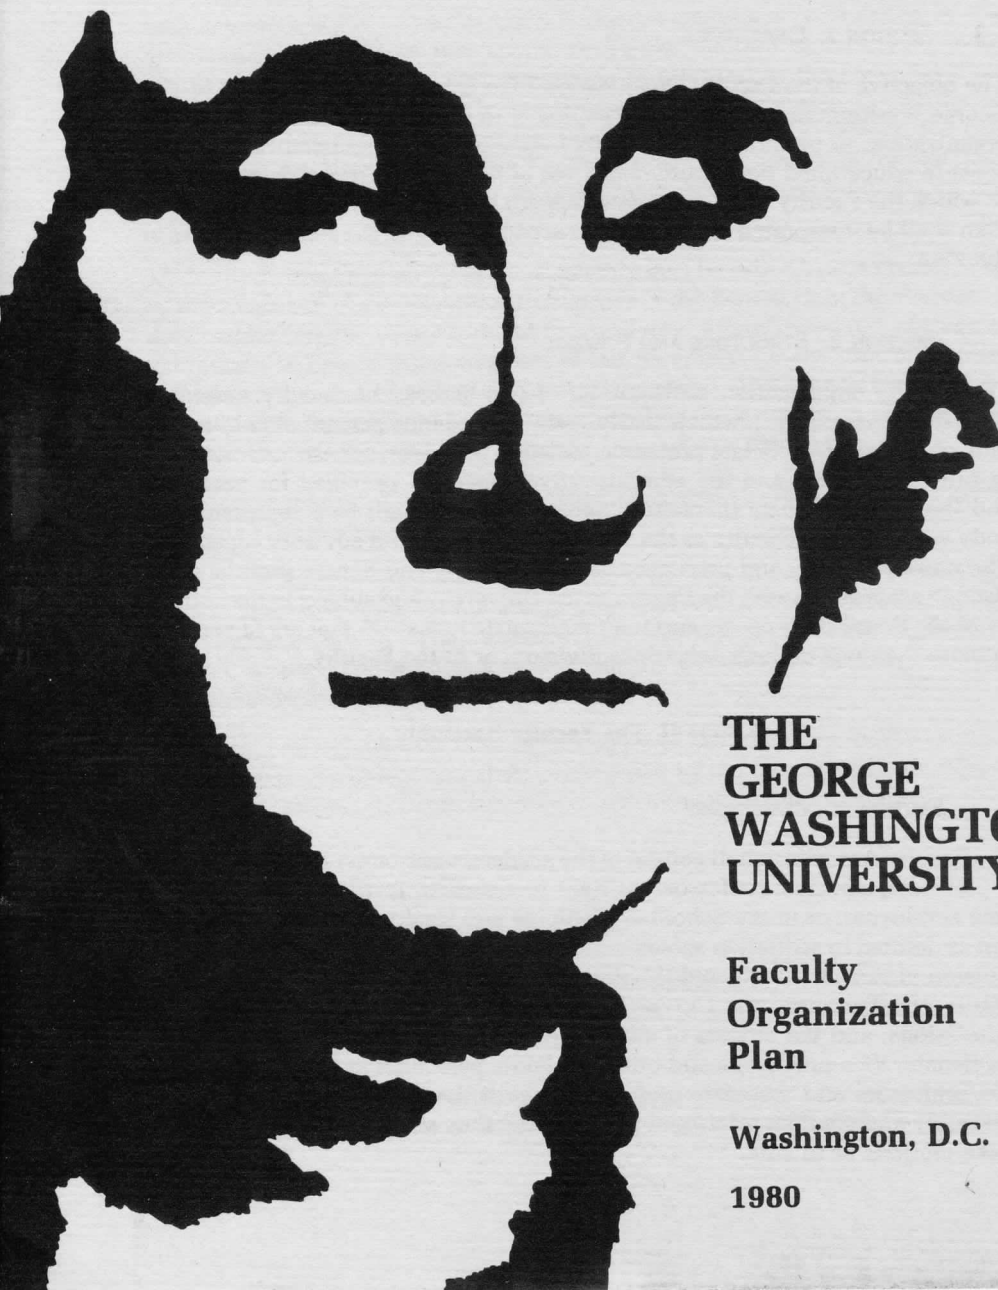 THE
GEORGE
WASHINGTO
UNIVERSITY
Faculty
Organization
Plan
Washington, D.C.
1980